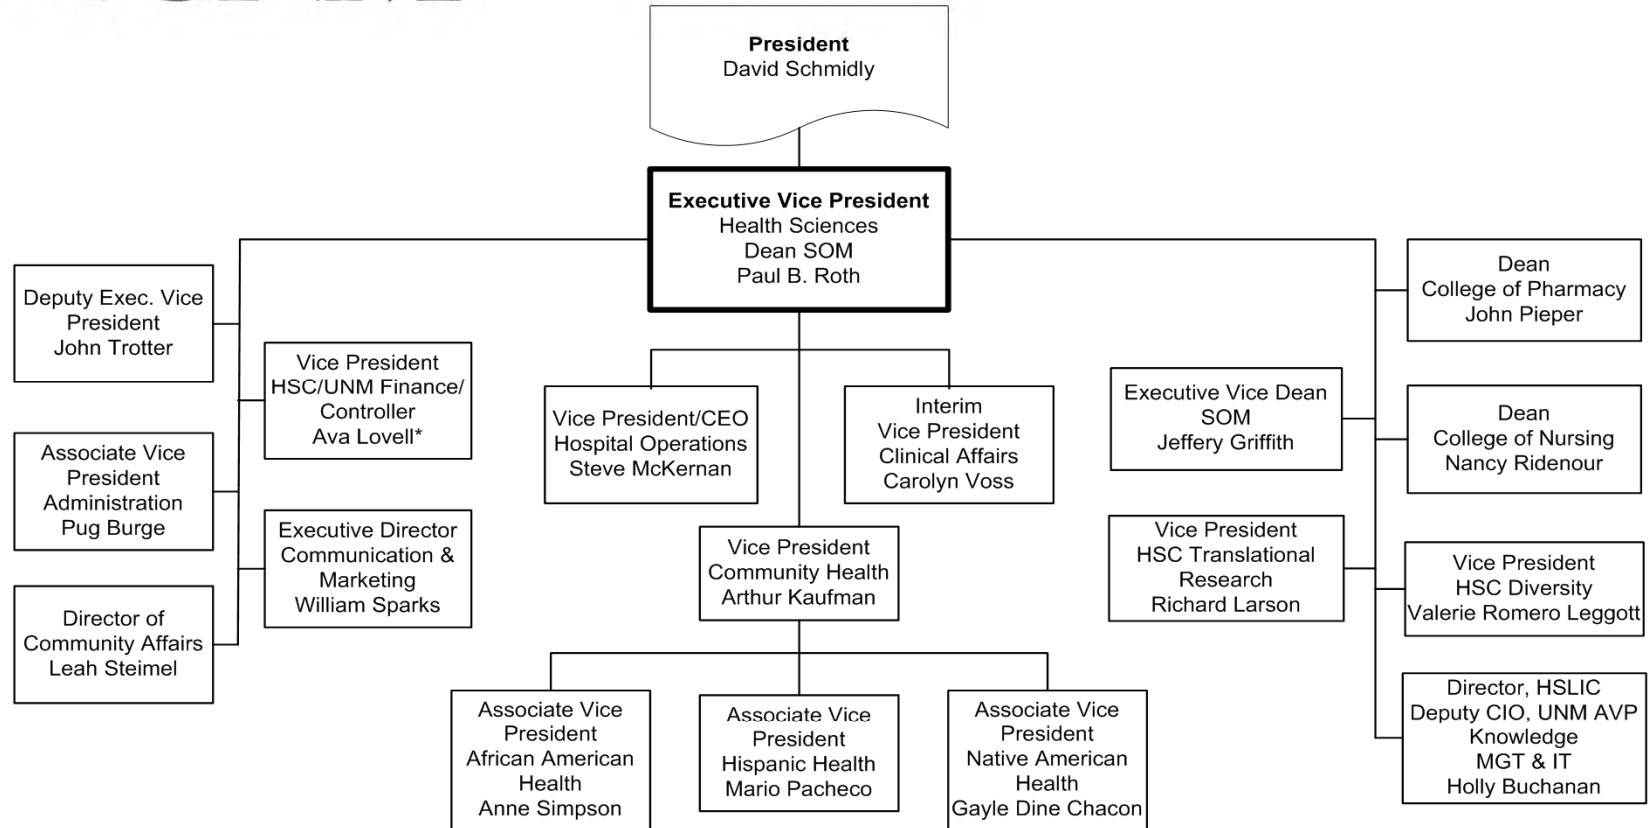 President
David Schmidly
Executive Vice President
Health Sciences
Dean SOM
Paul B. Roth
Deputy Exec. Vice
President
John Trotter
Vice President
HSC/UNM Finance/
Controller
Ava Lovell*
Associate Vice
President
Administration
Pug Burge
Executive Director
Communication &
Marketing
William Sparks
Director of
Community Affairs
Leah Steimel
Vice President/CEO
Hospital Operations
Steve McKernan
Interim
Vice President
Clinical Affairs
Carolyn Voss
Vice President
Community Health
Arthur Kaufman
Associate Vice
President
African American
Health
Anne Simpson
Associate Vice
President
Hispanic Health
Mario Pacheco
Associate Vice
President
Native American
Health
Gayle Dine Chacon
Executive Vice Dean
SOM
Jeffery Griffith
Vice President
HSC Translational
Research
Richard Larson
Dean
College of Pharmacy
John Pieper
Dean
College of Nursing
Nancy Ridenour
Vice President
HSC Diversity
Valerie Romero Leggott
Director, HSLIC
Deputy CIO, UNM AVP
Knowledge
MGT & IT
Holly Buchanan